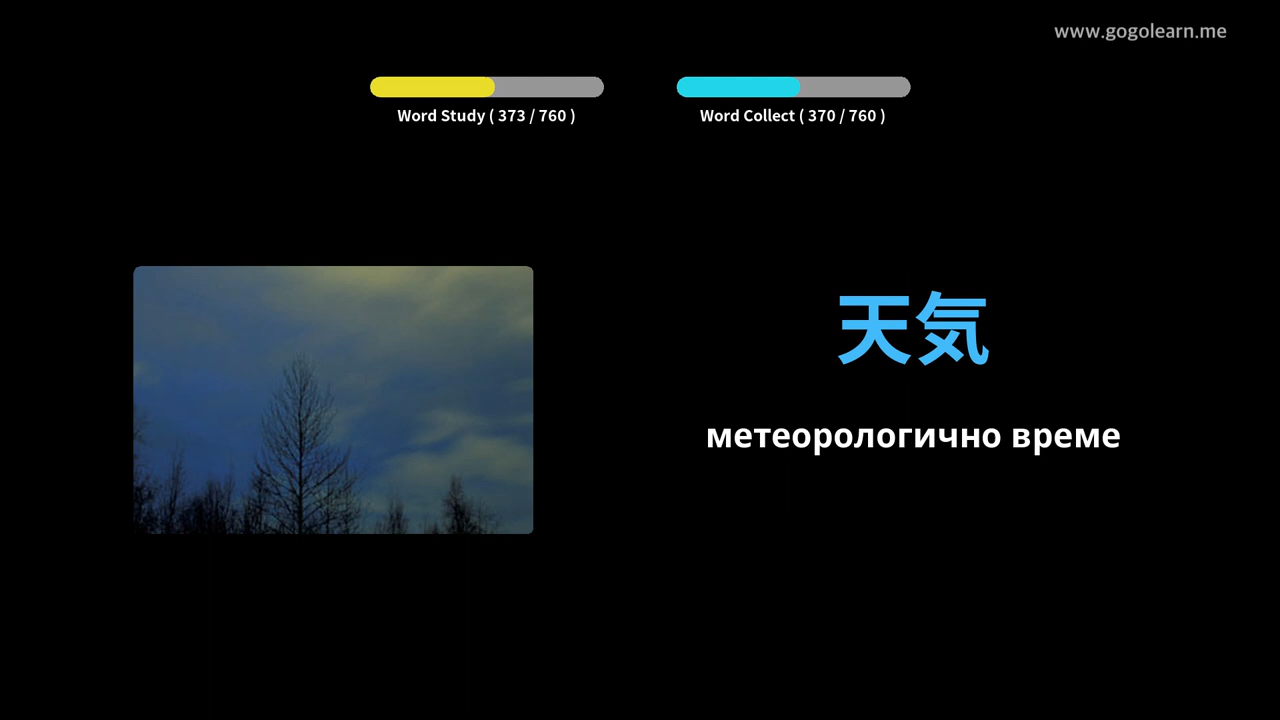 www.gogolearn.me
Word Study ( 373 / 760 )
Word Collect ( 370 / 760 )
天気
метеорологично време